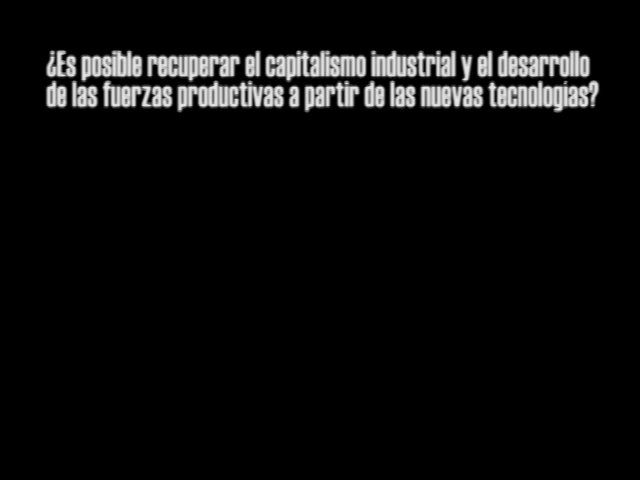 ¿Es posible recuperar el capitalismo industrial y el desarrollo
de las fuerzas productivas a partir de las nuevas tecnologías?